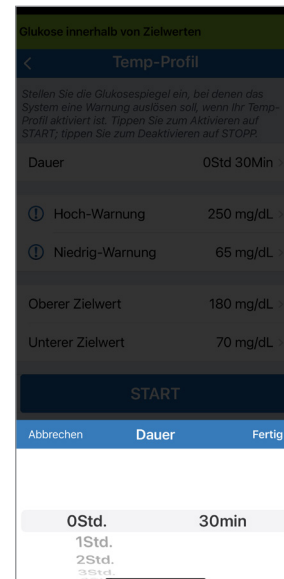 Glukose innerhalb von Zielwerten
Temp-Profil
Stellen Sie die Glukosespiegel ein, bei denen das
System eine Warnung auslösen soll, wenn Ihr Temp-
Profil aktiviert ist. Tippen Sie zum Aktivieren auf
START; tippen Sie zum Deaktivieren auf STOPP.
Dauer 0Std 30Min
Hoch-Warnung 250 mg/dL
Niedrig-Warnung 65 mg/dL
Oberer Zielwert 180 mg/dL
Unterer Zielwert 70 mg/dL
START
Abbrechen Dauer Fertig
0Std. 30min
1Std.
2Std.
3Std.